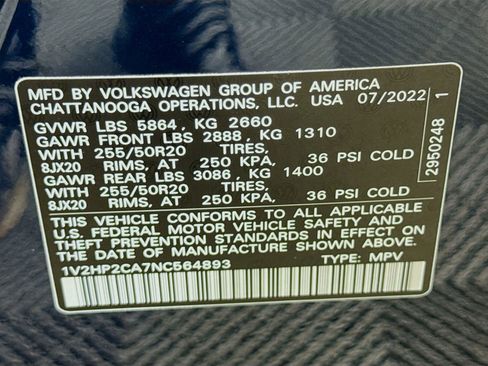 MFD BY VOLKSWAGEN GROUP OF AMERICA
CHATTANOOGA OPERATIONS, LLC. USA 07/2022
GVWR LBS 5864, KG 2660
GAWR FRONT LBS 2888, KG 1310
WITH 255/50R20 TIRES,
8JX20 RIMS, AT 250 KPA, 36 PSI COLD
GAWR REAR LBS 3086, KG 1400
WITH 255/50R20 TIRES,
8JX20 RIMS, AT 250 KPA, 36 PSI COLD
THIS VEHICLE CONFORMS TO ALL APPLICABLE
U.S. FEDERAL MOTOR VEHICLE SAFETY AND
THEFT PREVENTION STANDARDS IN EFFECT ON
THE DATE OF MANUFACTURE SHOWN ABOVE
1V2HP2CA7NC564893 TYPE: MPV
2950248 1